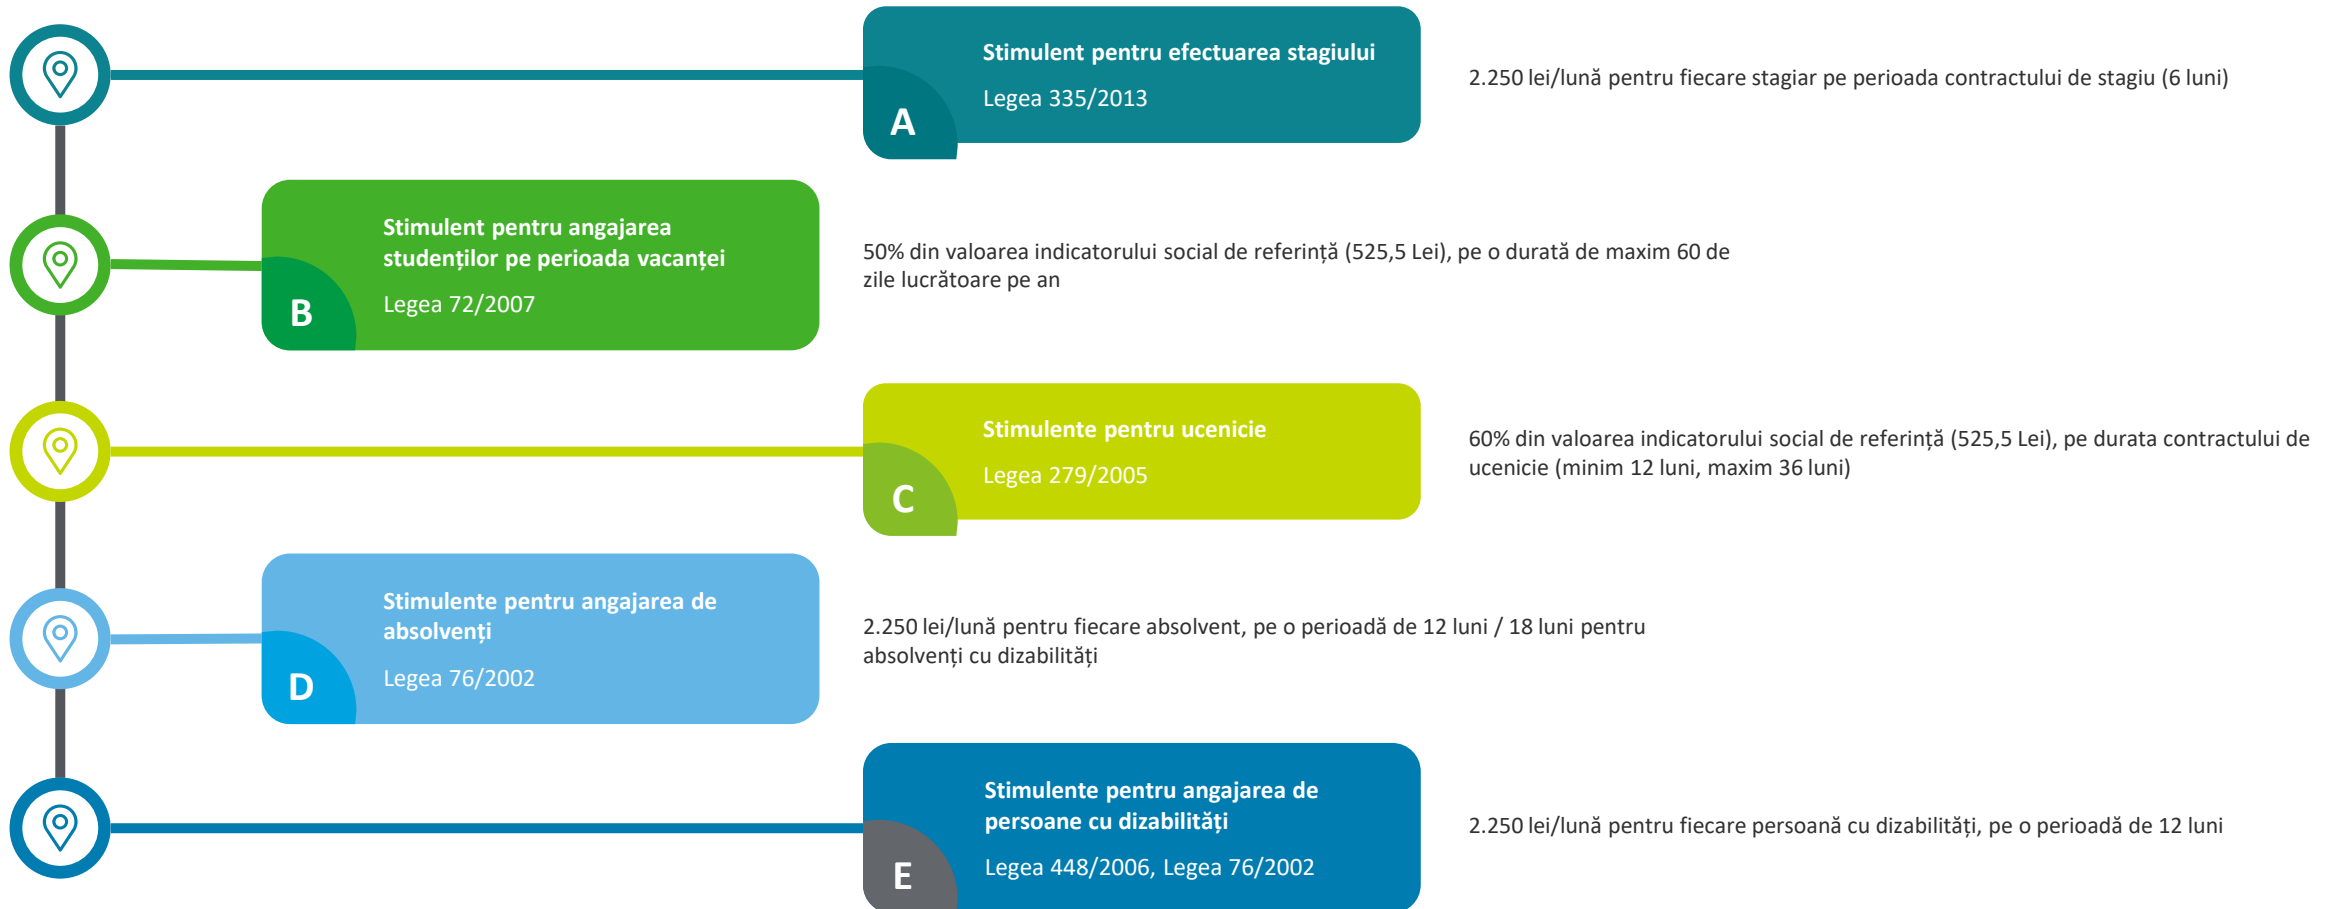 Stimulent pentru efectuarea stagiului
Legea 335/2013
A
2.250 lei/lună pentru fiecare stagiar pe perioada contractului de stagiu (6 luni)
Stimulent pentru angajarea
studenților pe perioada vacanței
Legea 72/2007
B
50% din valoarea indicatorului social de referință (525,5 Lei), pe o durată de maxim 60 de
zile lucrătoare pe an
Stimulente pentru ucenicie
Legea 279/2005
C
60% din valoarea indicatorului social de referință (525,5 Lei), pe durata contractului de
ucenicie (minim 12 luni, maxim 36 luni)
Stimulente pentru angajarea de
absolvenți
Legea 76/2002
D
2.250 lei/lună pentru fiecare absolvent, pe o perioadă de 12 luni / 18 luni pentru
absolvenți cu dizabilități
Stimulente pentru angajarea de
persoane cu dizabilități
Legea 448/2006, Legea 76/2002
E
2.250 lei/lună pentru fiecare persoană cu dizabilități, pe o perioadă de 12 luni